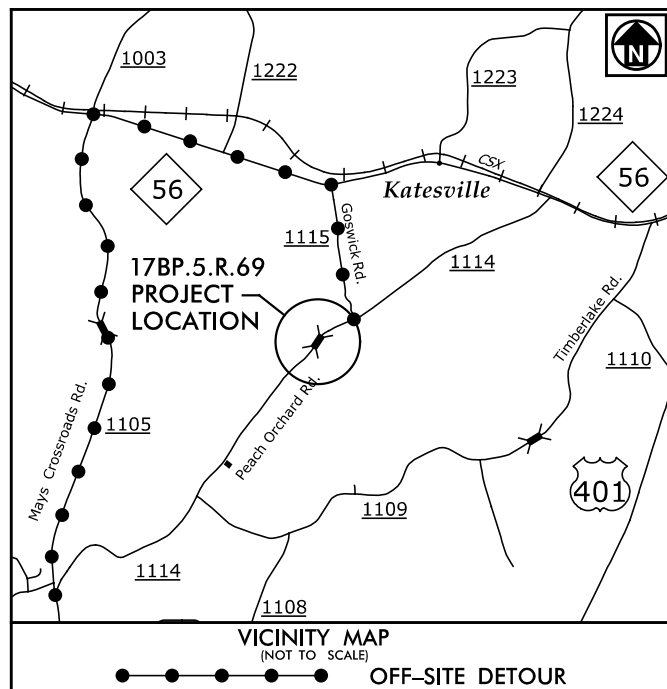 1003
1222
1223
N
1224
CSX
56
56
Katesville
1115
Goswick Rd.
1114
17BP.5.R.69
PROJECT
LOCATION
Timberlake Rd.
1110
Mays Crossroads Rd.
1105
Peach Orchard Rd.
401
1109
1114
1108
VICINITY MAP
(NOT TO SCALE)
OFF–SITE DETOUR